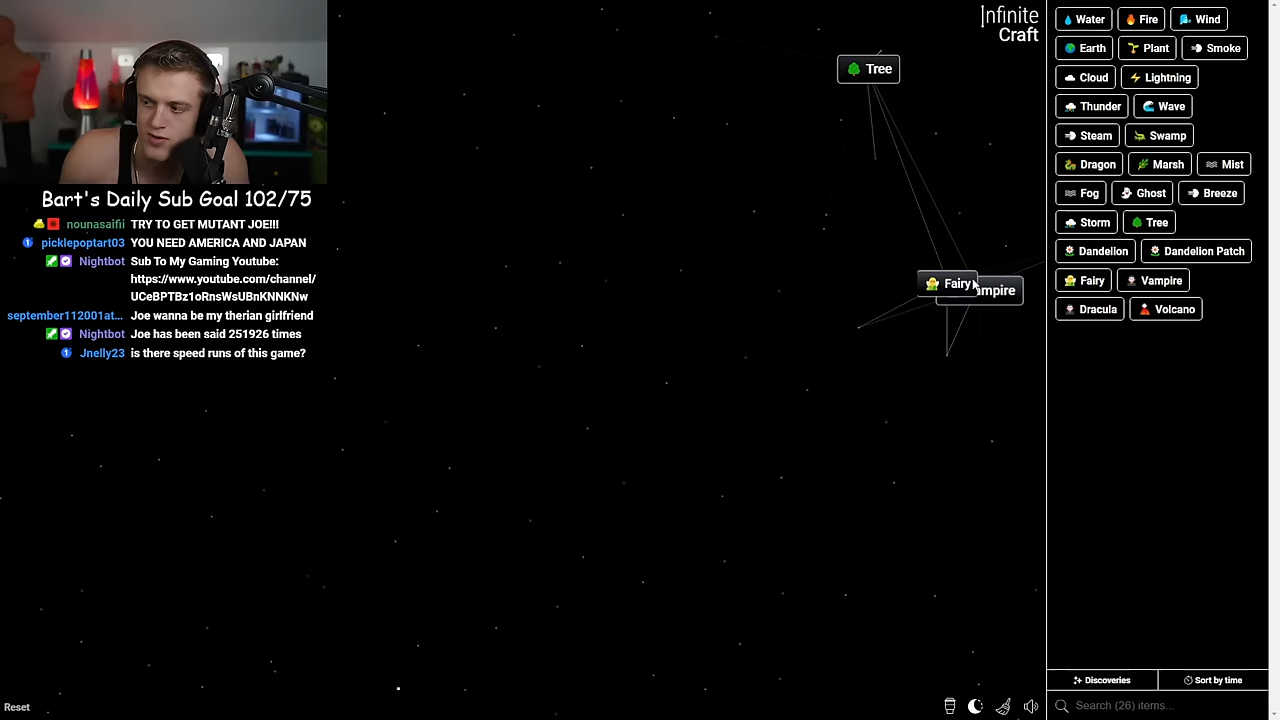 Infinite
Craft
Bart's Daily Sub Goal 102/75
nounasaifii TRY TO GET MUTANT JOE!!!
picklepoptart03 YOU NEED AMERICA AND JAPAN
Nightbot Sub To My Gaming Youtube:
https://www.youtube.com/channel/
UCeBPTBz1oRnsWsUBnKNNKNw
september112001at... Joe wanna be my therian girlfriend
Nightbot Joe has been said 251926 times
Jnelly23 is there speed runs of this game?
Tree
Fairy
Water Fire Wind
Earth Plant Smoke
Cloud Lightning
Thunder Wave
Steam Swamp
Dragon Marsh Mist
Fog Ghost Breeze
Storm Tree
Dandelion Dandelion Patch
Fairy Vampire
Dracula Volcano
Discoveries Sort by time
Search (26) items...
Reset